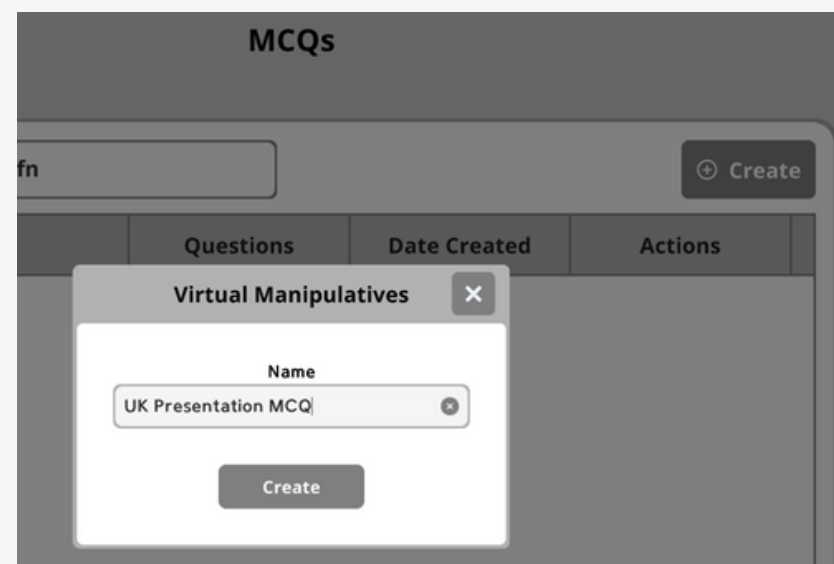 MCQs
fn
Create
Questions Date Created Actions
Virtual Manipulatives
Name
UK Presentation MCQ
Create